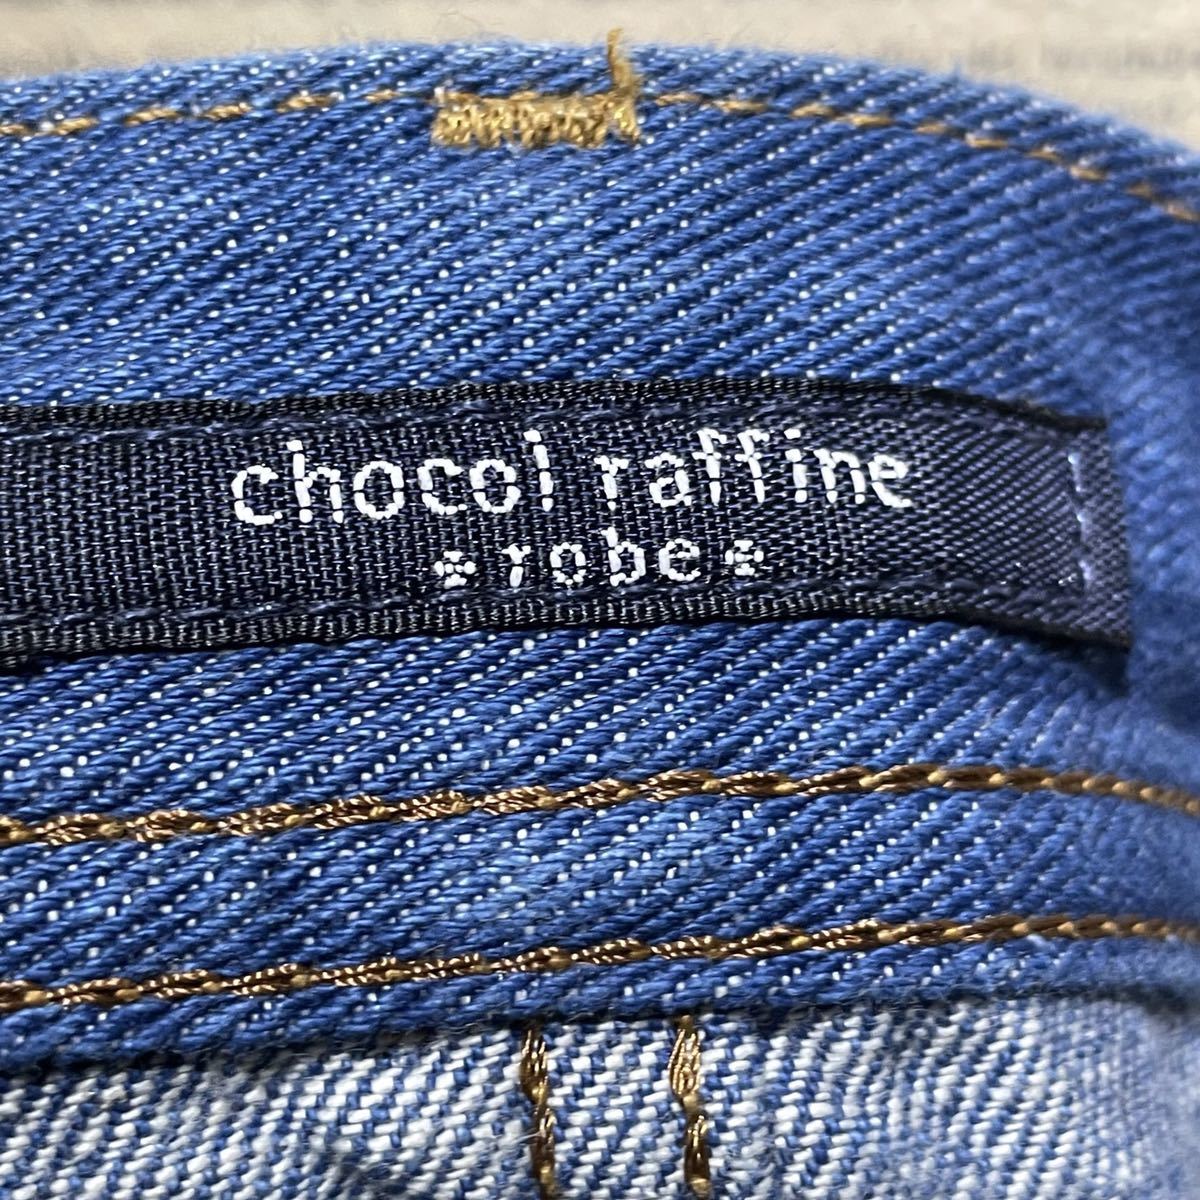 chocol raffine
robe